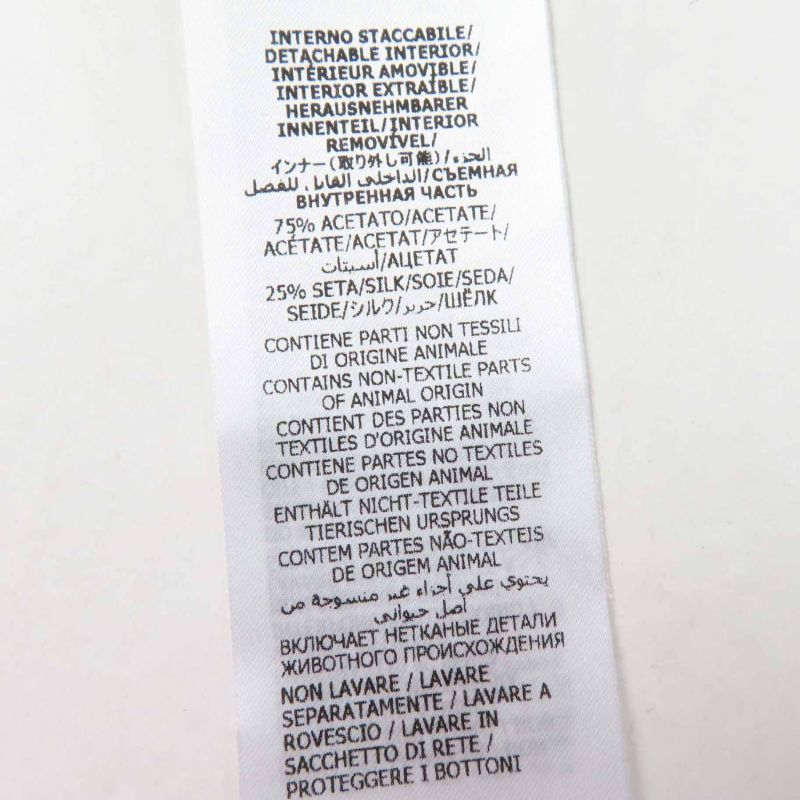 INTERNO STACCABILE/
DETACHABLE INTERIOR/
INTÉRIEUR AMOVIBLE/
INTERIOR EXTRAÍBLE/
HERAUSNEHMBARER
INNENTEIL/INTERIOR
REMOVÍVEL/
インナー(取り外し可能)/الجزء
الداخلي القابل للفصل/СЪЕМНАЯ
ВНУТРЕННАЯ ЧАСТЬ
75% ACETATO/ACETATE/
ACÉTATE/ACETAT/アセテート/
أسيتات/АЦЕТАТ
25% SETA/SILK/SOIE/SEDA/
SEIDE/シルク/حرير/ШЁЛК
CONTIENE PARTI NON TESSILI
DI ORIGINE ANIMALE
CONTAINS NON-TEXTILE PARTS
OF ANIMAL ORIGIN
CONTIENT DES PARTIES NON
TEXTILES D'ORIGINE ANIMALE
CONTIENE PARTES NO TEXTILES
DE ORIGEN ANIMAL
ENTHÄLT NICHT-TEXTILE TEILE
TIERISCHEN URSPRUNGS
CONTEM PARTES NÃO-TEXTEIS
DE ORIGEM ANIMAL
يحتوي على أجزاء غير منسوجة من
أصل حيواني
ВКЛЮЧАЕТ НЕТКАНЫЕ ДЕТАЛИ
ЖИВОТНОГО ПРОИСХОЖДЕНИЯ
NON LAVARE / LAVARE
SEPARATAMENTE / LAVARE A
ROVESCIO / LAVARE IN
SACCHETTO DI RETE /
PROTEGGERE I BOTTONI